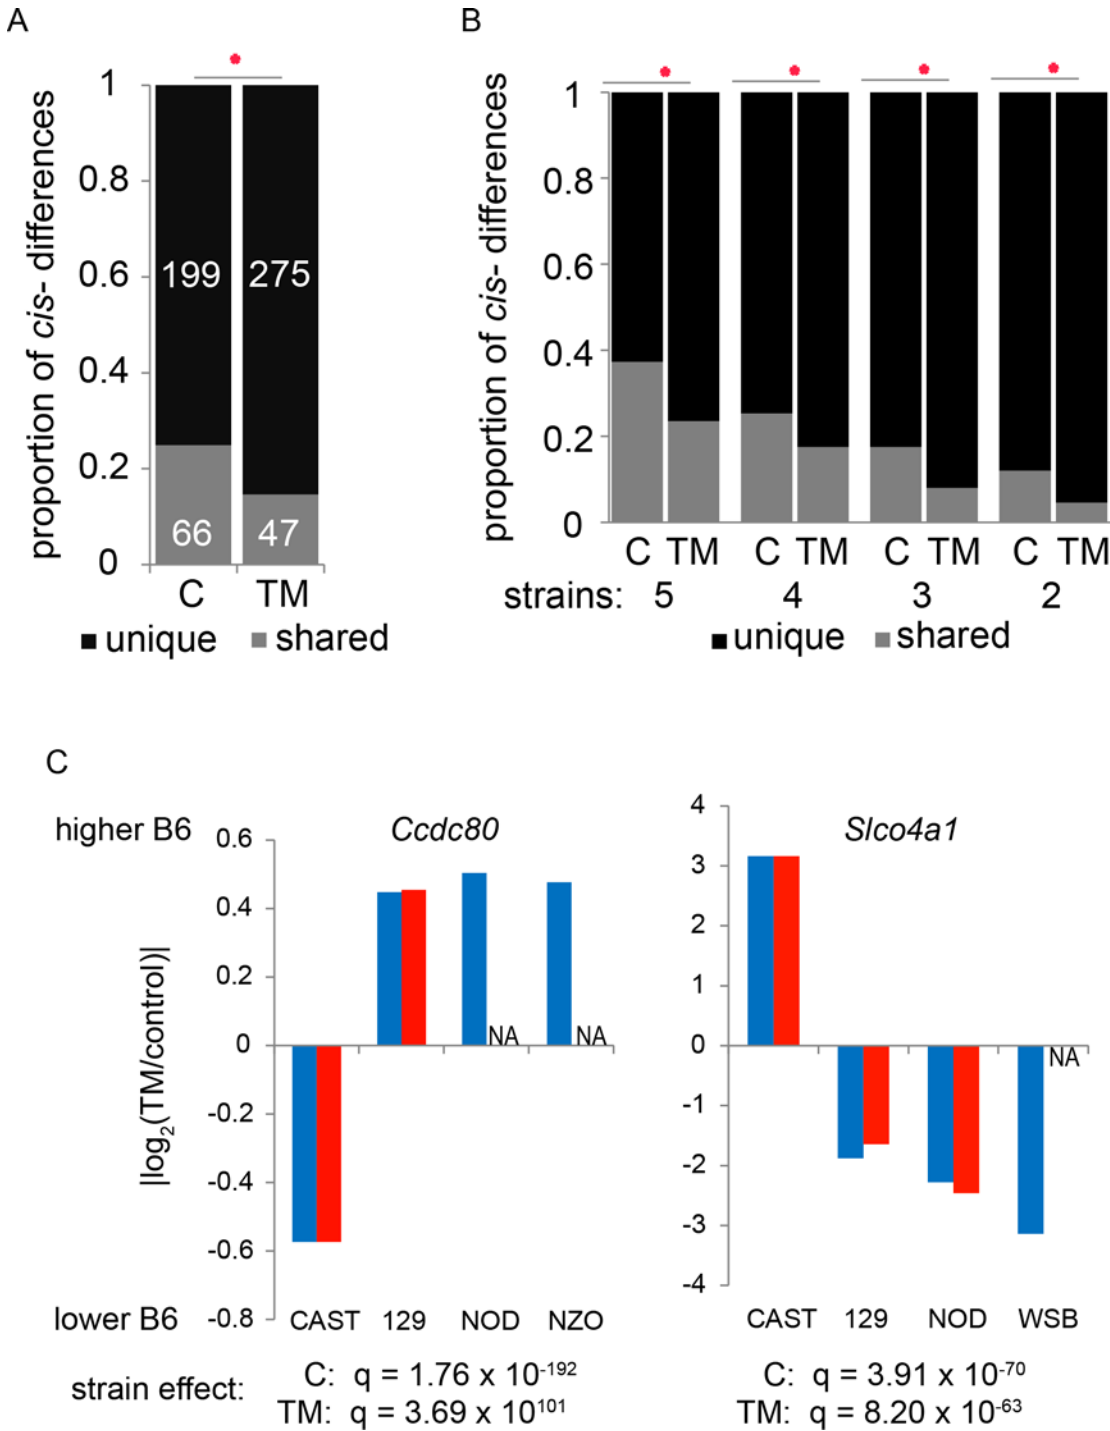 A
proportion of cis- differences
1
0.8
0.6
0.4
0.2
0
199
275
66
47
C TM
unique shared
B
proportion of cis- differences
1
0.8
0.6
0.4
0.2
0
C TM C TM C TM C TM
strains: 5 4 3 2
unique shared
C
higher B6
|log2(TM/control)|
lower B6
Ccdc80
0.6
0.4
0.2
0
-0.2
-0.4
-0.6
-0.8
NA NA
CAST 129 NOD NZO
Slco4a1
4
3
2
1
0
-1
-2
-3
-4
NA
CAST 129 NOD WSB
strain effect:
C: q = 1.76 x 10-192
TM: q = 3.69 x 10101
C: q = 3.91 x 10-70
TM: q = 8.20 x 10-63